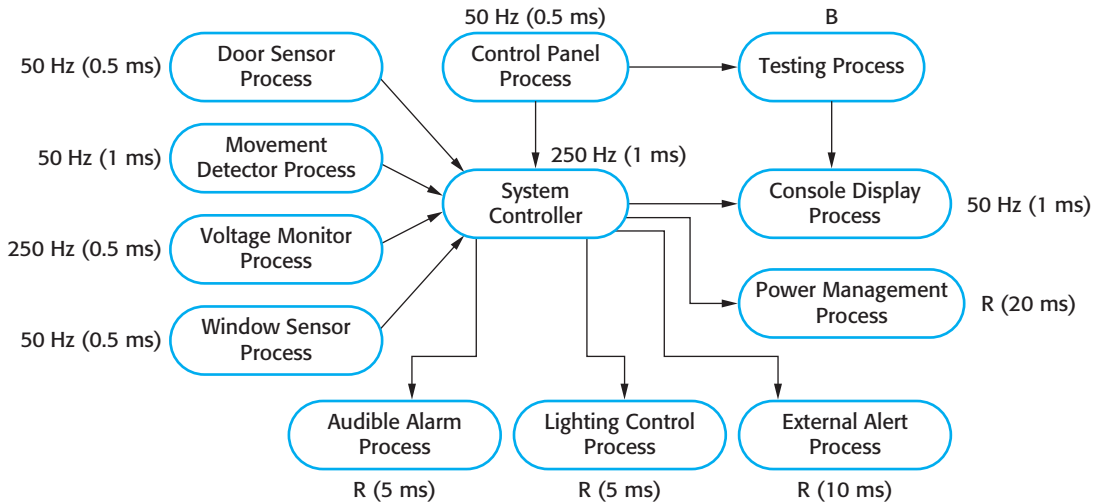 50 Hz (0.5 ms)
B
Door Sensor
Process
50 Hz (0.5 ms)
Control Panel
Process
Testing Process
Movement
Detector Process
50 Hz (1 ms)
250 Hz (1 ms)
System
Controller
Console Display
Process
50 Hz (1 ms)
Voltage Monitor
Process
250 Hz (0.5 ms)
Power Management
Process
R (20 ms)
Window Sensor
Process
50 Hz (0.5 ms)
Audible Alarm
Process
R (5 ms)
Lighting Control
Process
R (5 ms)
External Alert
Process
R (10 ms)